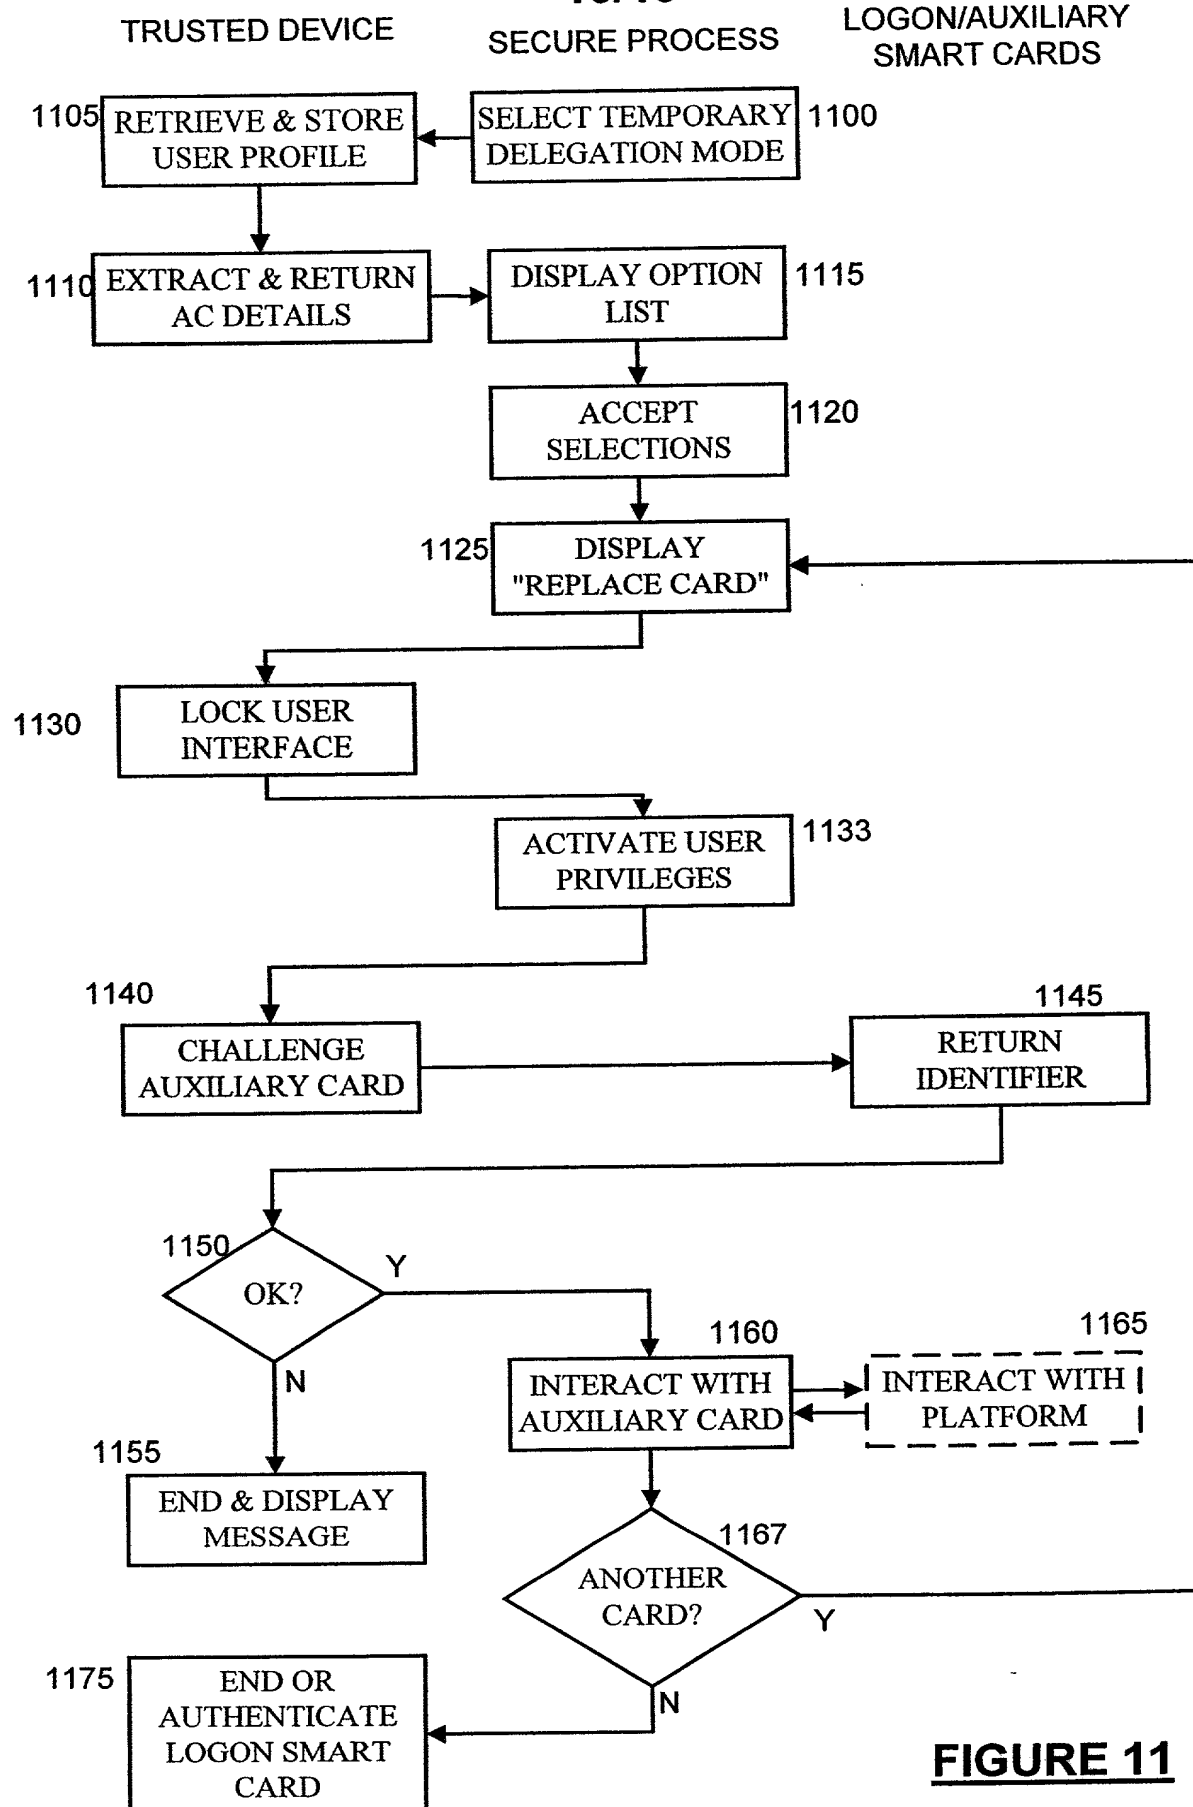 TRUSTED DEVICE
SECURE PROCESS
LOGON/AUXILIARY
SMART CARDS
1105
RETRIEVE & STORE
USER PROFILE
SELECT TEMPORARY
DELEGATION MODE
1100
1110
EXTRACT & RETURN
AC DETAILS
DISPLAY OPTION
LIST
1115
ACCEPT
SELECTIONS
1120
1125
DISPLAY
"REPLACE CARD"
1130
LOCK USER
INTERFACE
ACTIVATE USER
PRIVILEGES
1133
1140
CHALLENGE
AUXILIARY CARD
1145
RETURN
IDENTIFIER
1150
OK?
Y
N
1160
INTERACT WITH
AUXILIARY CARD
1165
INTERACT WITH
PLATFORM
1155
END & DISPLAY
MESSAGE
1167
ANOTHER
CARD?
Y
N
1175
END OR
AUTHENTICATE
LOGON SMART
CARD
FIGURE 11